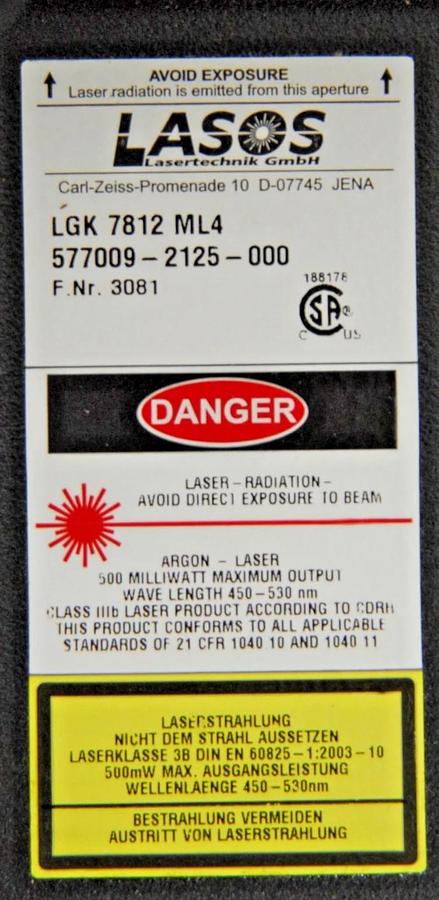 AVOID EXPOSURE
Laser radiation is emitted from this aperture
LASOS
Lasertechnik GmbH
Carl-Zeiss-Promenade 10 D-07745 JENA
LGK 7812 ML4
577009-2125-000
F.Nr. 3081
188178
SA®
C US
DANGER
LASER-RADIATION-
AVOID DIRECT EXPOSURE TO BEAM
ARGON - LASER
500 MILLIWATT MAXIMUM OUTPUT
WAVE LENGTH 450-530 nm
CLASS IIIb LASER PRODUCT ACCORDING TO CDRH
THIS PRODUCT CONFORMS TO ALL APPLICABLE
STANDARDS OF 21 CFR 1040 10 AND 1040 11
LASERSTRAHLUNG
NICHT DEM STRAHL AUSSETZEN
LASERKLASSE 3B DIN EN 60825-1:2003-10
500mW MAX. AUSGANGSLEISTUNG
WELLENLAENGE 450-530nm
BESTRAHLUNG VERMEIDEN
AUSTRITT VON LASERSTRAHLUNG